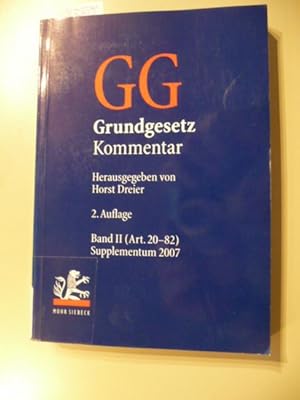 GG
Grundgesetz
Kommentar
Herausgegeben von
Horst Dreier
2. Auflage
Band II (Art. 20–82)
Supplementum 2007
MOHR SIEBECK